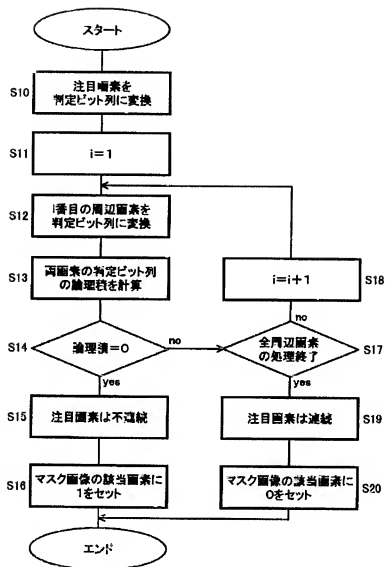 スタート
S10
注目画素を
判定ビット列に変換
S11
i=1
S12
i番目の周辺画素を
判定ビット列に変換
S13
両画素の判定ビット列
の論理積を計算
S18
i=i+1
no
S14
論理積=0
no
全周辺画素
の処理終了
S17
yes
yes
S15
注目画素は不連続
注目画素は連続
S19
S16
マスク画像の該当画素に
1をセット
マスク画像の該当画素に
0をセット
S20
エンド